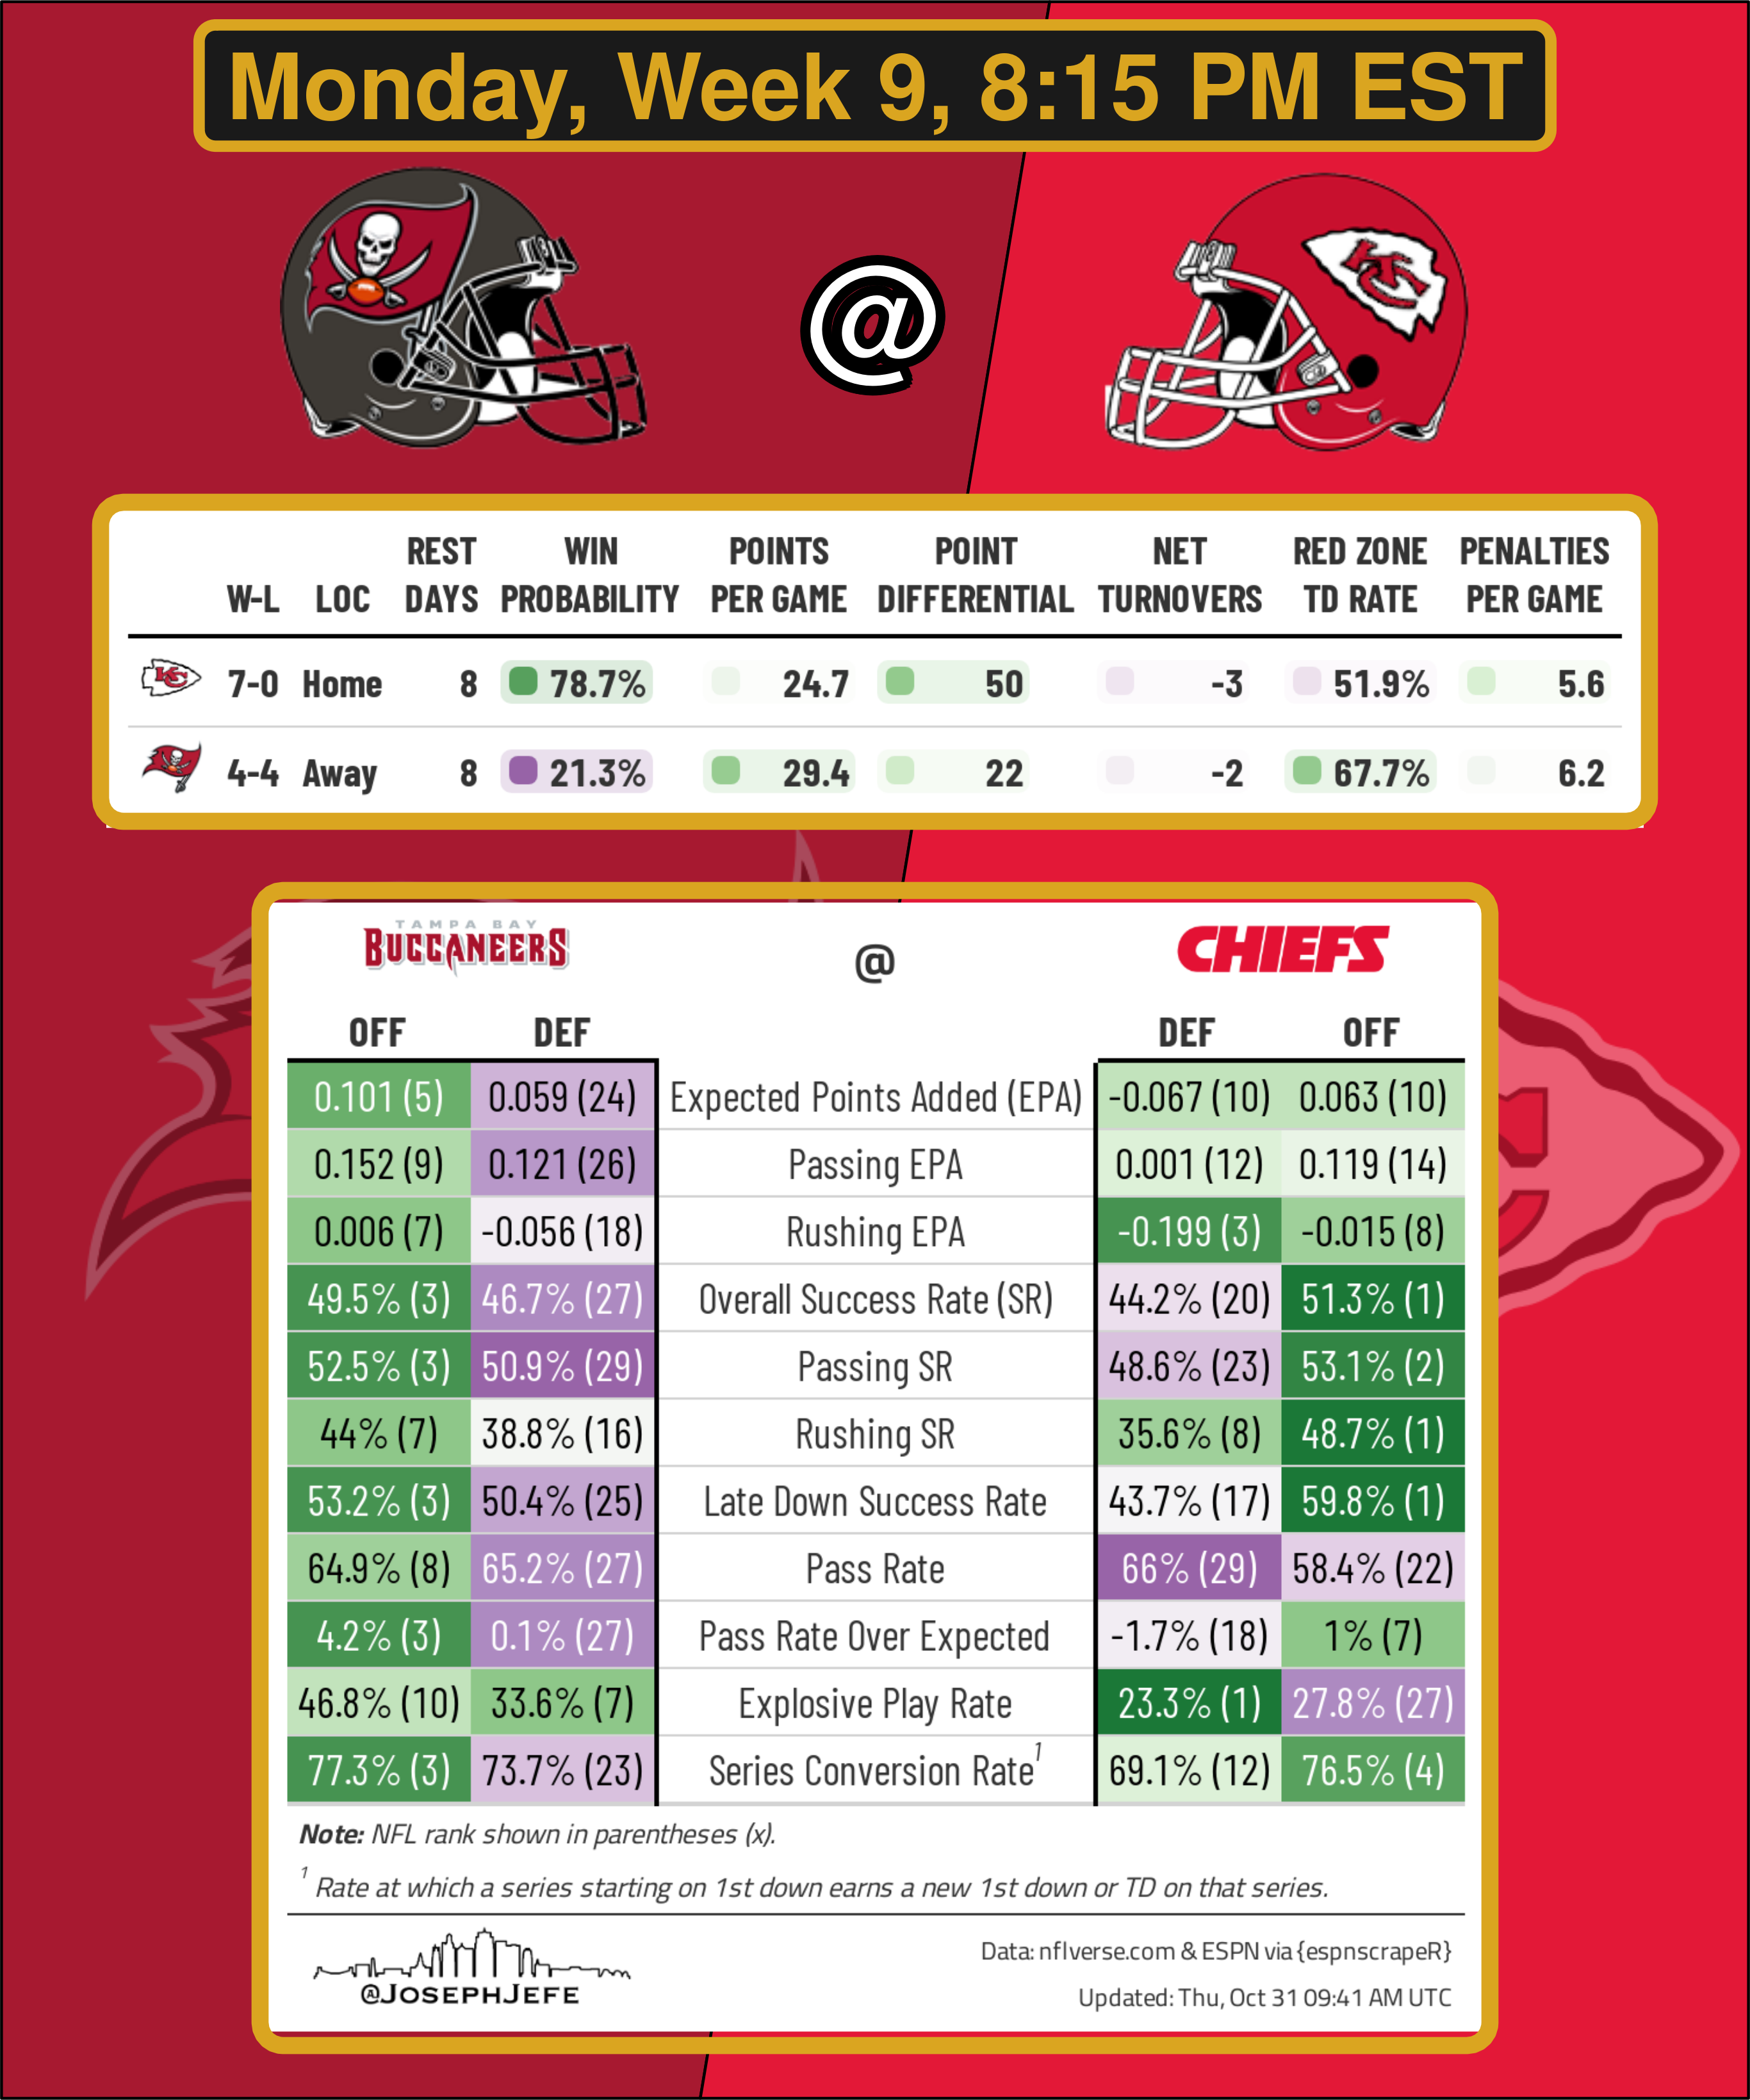 Monday, Week 9, 8:15 PM EST
@
REST WIN POINTS POINT NET RED ZONE PENALTIES
W-L LOC DAYS PROBABILITY PER GAME DIFFERENTIAL TURNOVERS TD RATE PER GAME
KC 7-0 Home 8 78.7% 24.7 50 -3 51.9% 5.6
4-4 Away 8 21.3% 29.4 22 -2 67.7% 6.2
TAMPA BAY
BUCCANEERS @ CHIEFS
OFF DEF DEF OFF
0.101 (5) 0.059 (24) Expected Points Added (EPA) -0.067 (10) 0.063 (10)
0.152 (9) 0.121 (26) Passing EPA 0.001 (12) 0.119 (14)
0.006 (7) -0.056 (18) Rushing EPA -0.199 (3) -0.015 (8)
49.5% (3) 46.7% (27) Overall Success Rate (SR) 44.2% (20) 51.3% (1)
52.5% (3) 50.9% (29) Passing SR 48.6% (23) 53.1% (2)
44% (7) 38.8% (16) Rushing SR 35.6% (8) 48.7% (1)
53.2% (3) 50.4% (25) Late Down Success Rate 43.7% (17) 59.8% (1)
64.9% (8) 65.2% (27) Pass Rate 66% (29) 58.4% (22)
4.2% (3) 0.1% (27) Pass Rate Over Expected -1.7% (18) 1% (7)
46.8% (10) 33.6% (7) Explosive Play Rate 23.3% (1) 27.8% (27)
77.3% (3) 73.7% (23) Series Conversion Rate¹ 69.1% (12) 76.5% (4)
Note: NFL rank shown in parentheses (x).
¹ Rate at which a series starting on 1st down earns a new 1st down or TD on that series.
Data: nflverse.com & ESPN via {espnscrapeR}
@JOSEPHJEFE
Updated: Thu, Oct 31 09:41 AM UTC